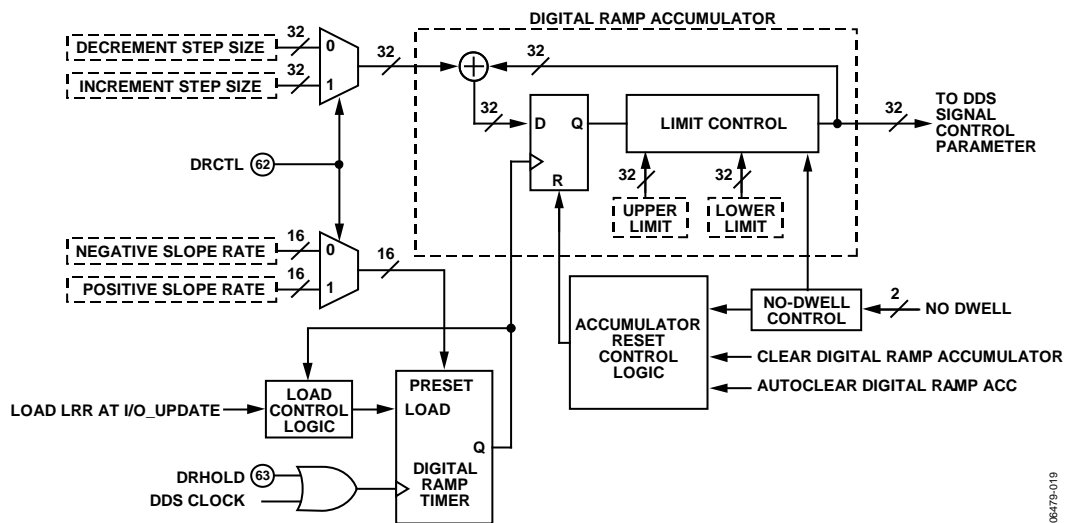 DIGITAL RAMP ACCUMULATOR
DECREMENT STEP SIZE
32
0
32
32
INCREMENT STEP SIZE
32
1
32
D
Q
LIMIT CONTROL
32
TO DDS
SIGNAL
CONTROL
PARAMETER
DRCTL
62
R
32
32
UPPER
LIMIT
LOWER
LIMIT
NEGATIVE SLOPE RATE
16
0
16
POSITIVE SLOPE RATE
16
1
ACCUMULATOR
RESET
CONTROL
LOGIC
NO-DWELL
CONTROL
2
NO DWELL
CLEAR DIGITAL RAMP ACCUMULATOR
AUTOCLEAR DIGITAL RAMP ACC
LOAD LRR AT I/O_UPDATE
LOAD
CONTROL
LOGIC
PRESET
LOAD
Q
DIGITAL
RAMP
TIMER
DRHOLD
63
DDS CLOCK
06479-019